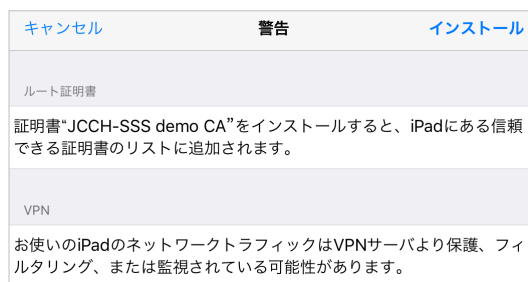 キャンセル 警告 インストール
ルート証明書
証明書“JCCH-SSS demo CA”をインストールすると、iPadにある信頼
できる証明書のリストに追加されます。
VPN
お使いのiPadのネットワークトラフィックはVPNサーバより保護、フィ
ルタリング、または監視されている可能性があります。